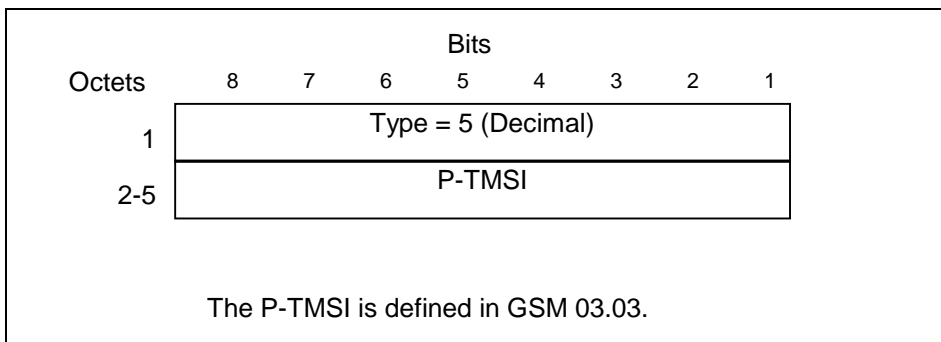 Bits
Octets 8 7 6 5 4 3 2 1
1 Type = 5 (Decimal)
2-5 P-TMSI
The P-TMSI is defined in GSM 03.03.